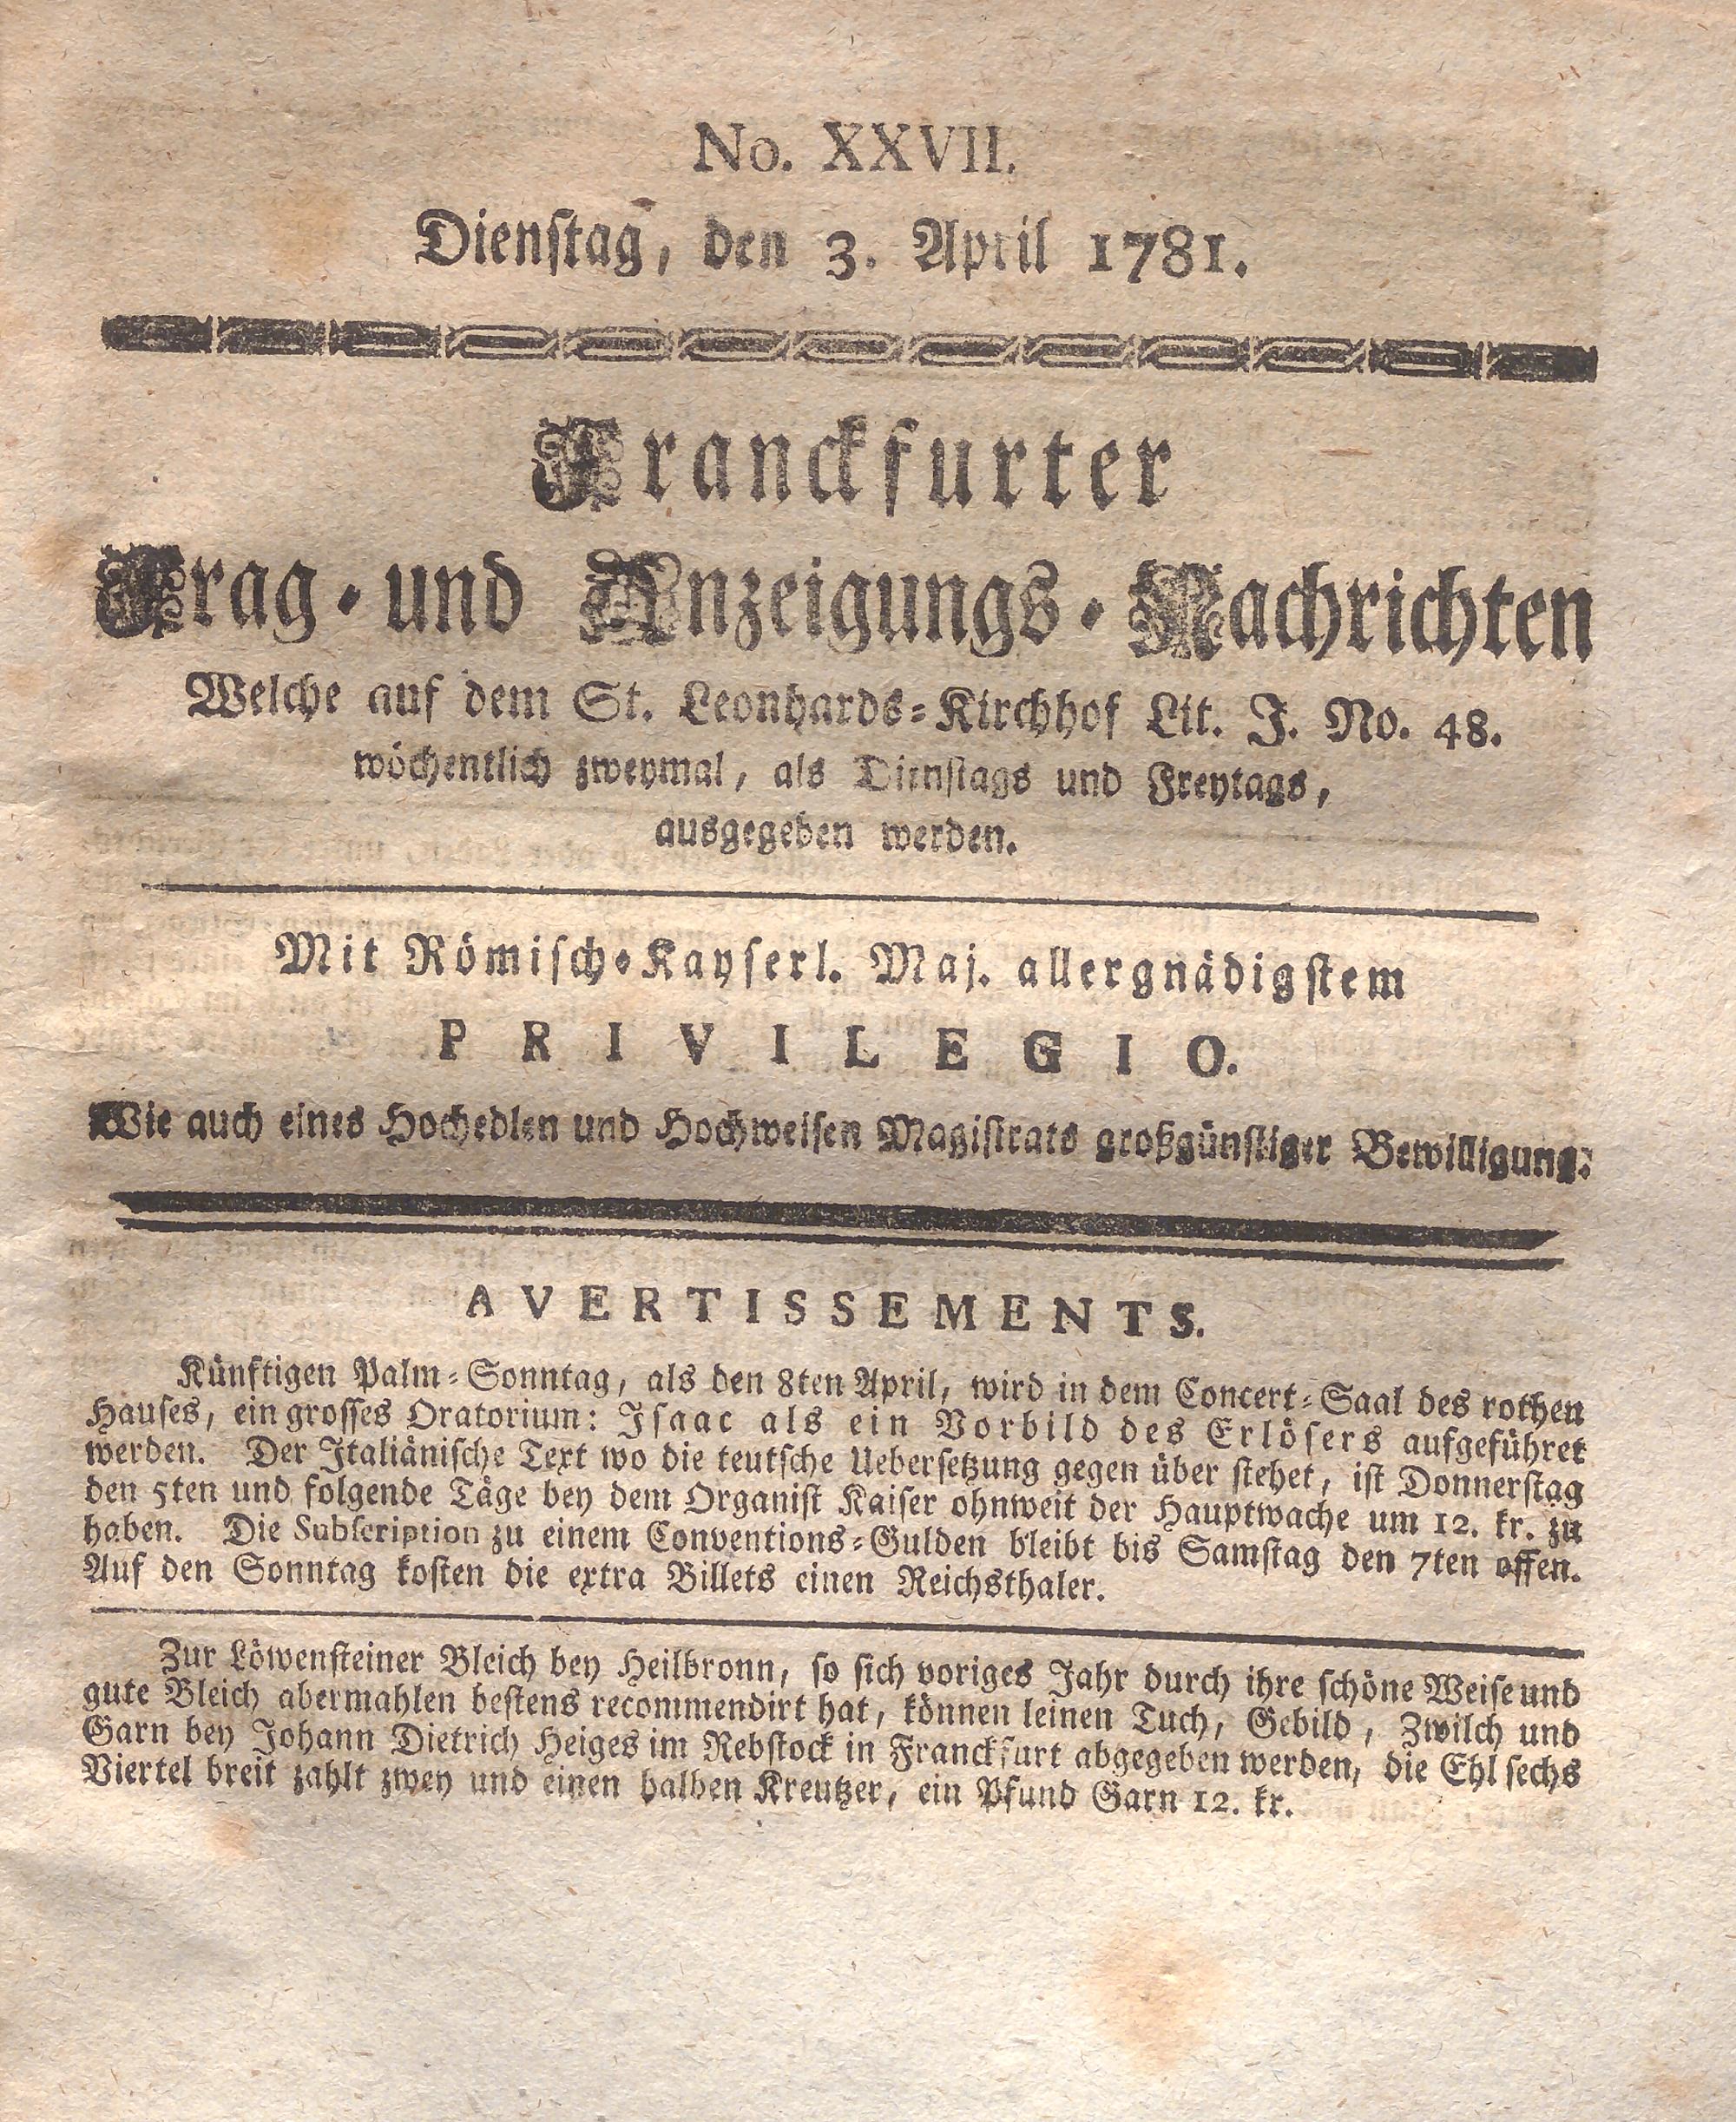 No. XXVII.
Dienstag, den 3. April 1781.
Franckfurter
Frag- und Anzeigungs-Nachrichten
Welche auf dem St. Leonhards-Kirchhof Lit. J. No. 48.
wöchentlich zweymal, als Dienstags und Freytags,
ausgegeben werden.
Mit Römisch-Kayserl. Maj. allergnädigstem
PRIVILEGIO.
Wie auch eines Hochedlen und Hochweisen Magistrats großgünstiger Bewilligung.
AVERTISSEMENTS.
Künftigen Palm-Sonntag, als den 8ten April, wird in dem Concert-Saal des rothen
Hauses, ein grosses Oratorium: Isaac als ein Vorbild des Erlösers aufgeführet
werden. Der Italiänische Text wo die teutsche Uebersetzung gegen über stehet, ist Donnerstag
den 5ten und folgende Täge bey dem Organist Kaiser ohnweit der Hauptwache um 12. kr. zu
haben. Die Subscription zu einem Conventions-Gulden bleibt bis Samstag den 7ten offen.
Auf den Sonntag kosten die extra Billets einen Reichsthaler.
Zur Löwensteiner Bleich bey Heilbronn, so sich voriges Jahr durch ihre schöne Weise und
gute Bleich abermahlen bestens recommendirt hat, können leinen Tuch, Gebild, Zwilch und
Garn bey Johann Dietrich Heiges im Rebstock in Franckfurt abgegeben werden, die Ehl sechs
Viertel breit zahlt zwey und einen halben Kreutzer, ein Pfund Garn 12. kr.